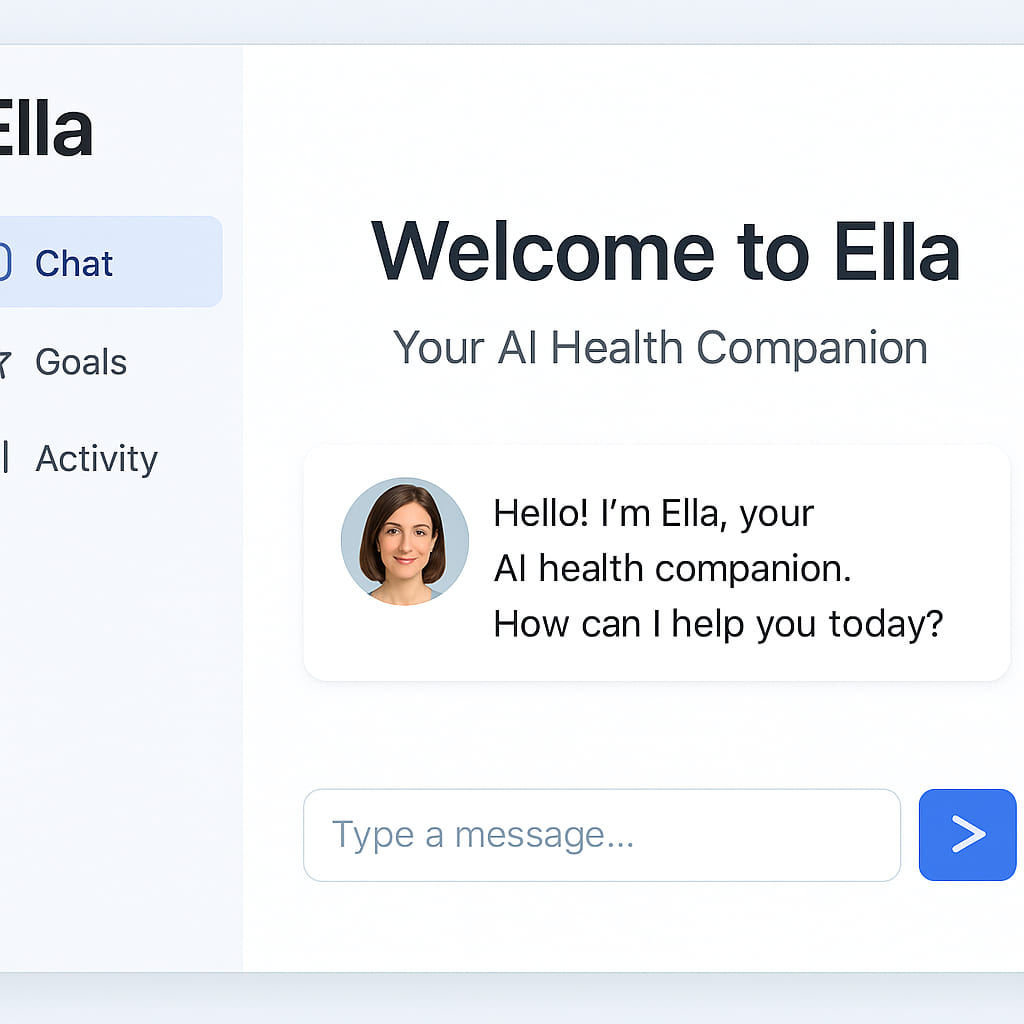 Ella
Chat
Goals
Activity
Welcome to Ella
Your AI Health Companion
Hello! I’m Ella, your
AI health companion.
How can I help you today?
Type a message...